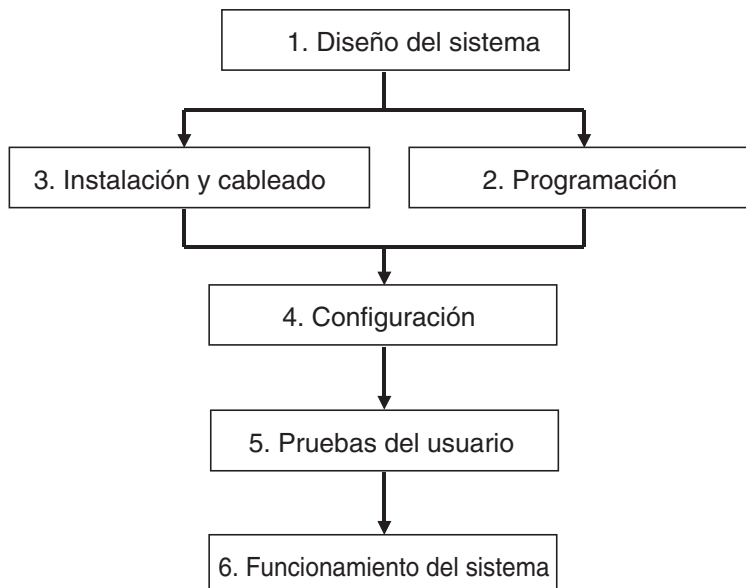 1. Diseño del sistema
3. Instalación y cableado
2. Programación
4. Configuración
5. Pruebas del usuario
6. Funcionamiento del sistema